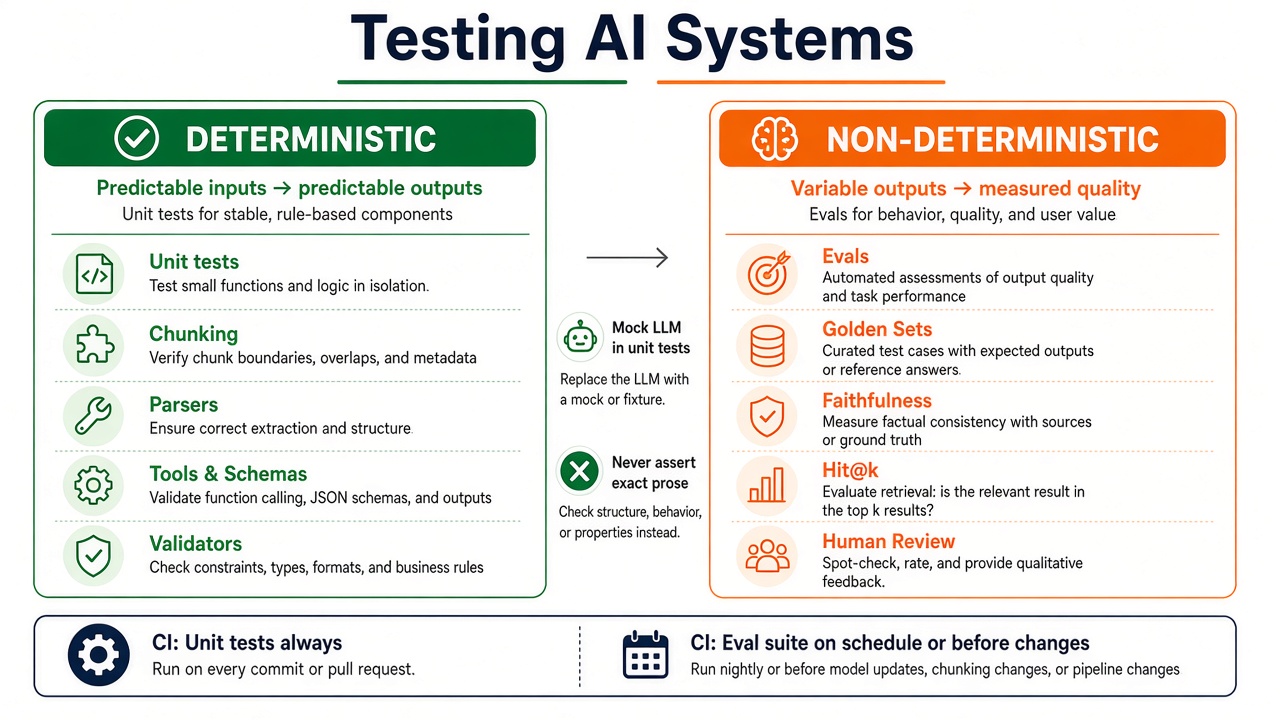 Testing AI Systems
DETERMINISTIC
Predictable inputs → predictable outputs
Unit tests for stable, rule-based components
</>
Unit tests
Test small functions and logic in isolation.
Chunking
Verify chunk boundaries, overlaps, and metadata
Parsers
Ensure correct extraction and structure.
Tools & Schemas
Validate function calling, JSON schemas, and outputs
Validators
Check constraints, types, formats, and business rules
Mock LLM
in unit tests
Replace the LLM with
a mock or fixture.
Never assert
exact prose
Check structure, behavior,
or properties instead.
NON-DETERMINISTIC
Variable outputs → measured quality
Evals for behavior, quality, and user value
Evals
Automated assessments of output quality
and task performance
Golden Sets
Curated test cases with expected outputs
or reference answers.
Faithfulness
Measure factual consistency with sources
or ground truth
Hit@k
Evaluate retrieval: is the relevant result in
the top k results?
Human Review
Spot-check, rate, and provide qualitative
feedback.
CI: Unit tests always
Run on every commit or pull request.
CI: Eval suite on schedule or before changes
Run nightly or before model updates, chunking changes, or pipeline changes